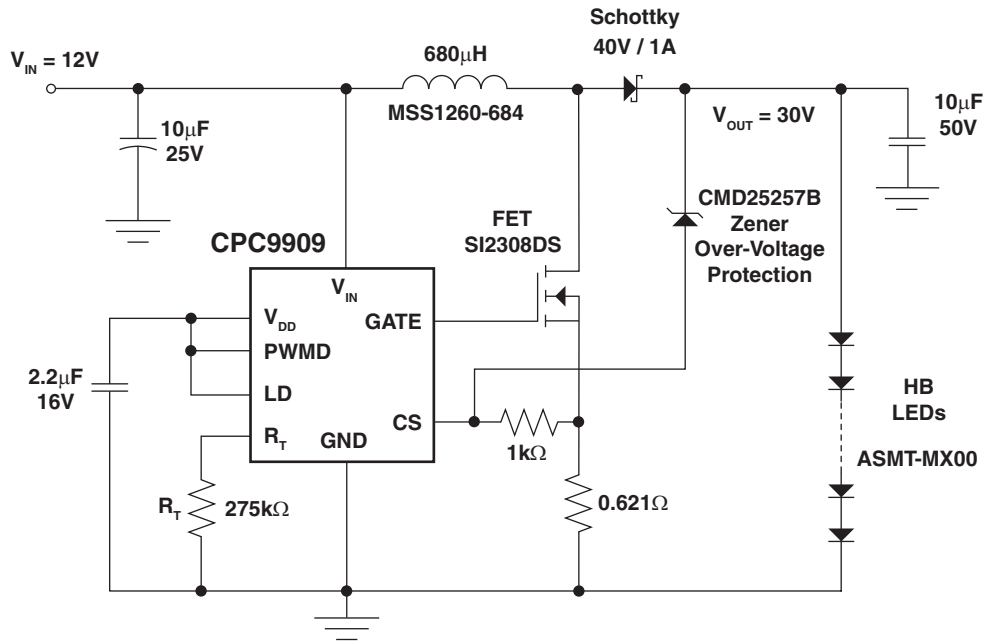 Schottky
40V / 1A
V_IN = 12V
680μH
MSS1260-684
10μF
25V
V_OUT = 30V
10μF
50V
CMD25257B
Zener
Over-Voltage
Protection
FET
SI2308DS
CPC9909
V_IN
V_DD
GATE
PWMD
LD
2.2μF
16V
CS
R_T
GND
1kΩ
HB
LEDs
ASMT-MX00
R_T
275kΩ
0.621Ω